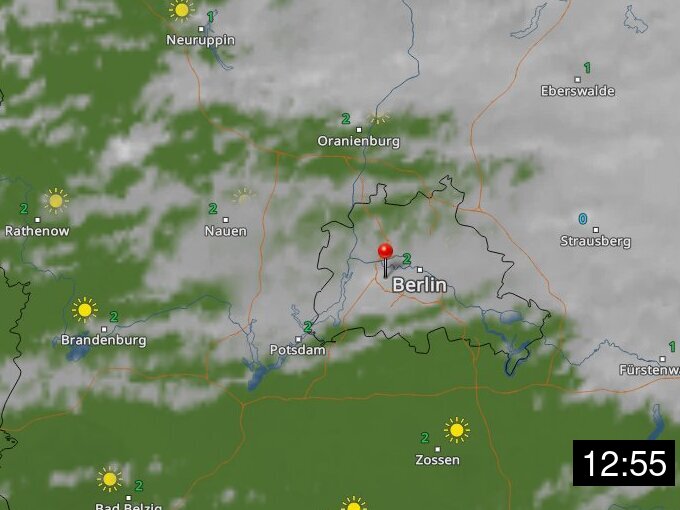 1
Neuruppin
1
Eberswalde
2
Oranienburg
2
Rathenow
2
Nauen
0
Strausberg
2
Berlin
2
Brandenburg
2
Potsdam
1
Fürstenwa
2
Zossen
12:55
2
Bad Belzig